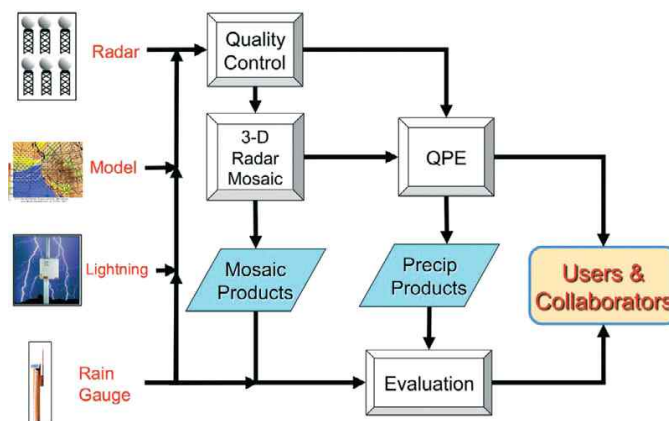 Radar
Quality
Control
Model
3-D
Radar
Mosaic
QPE
Lightning
Mosaic
Products
Precip
Products
Users &
Collaborators
Rain
Gauge
Evaluation